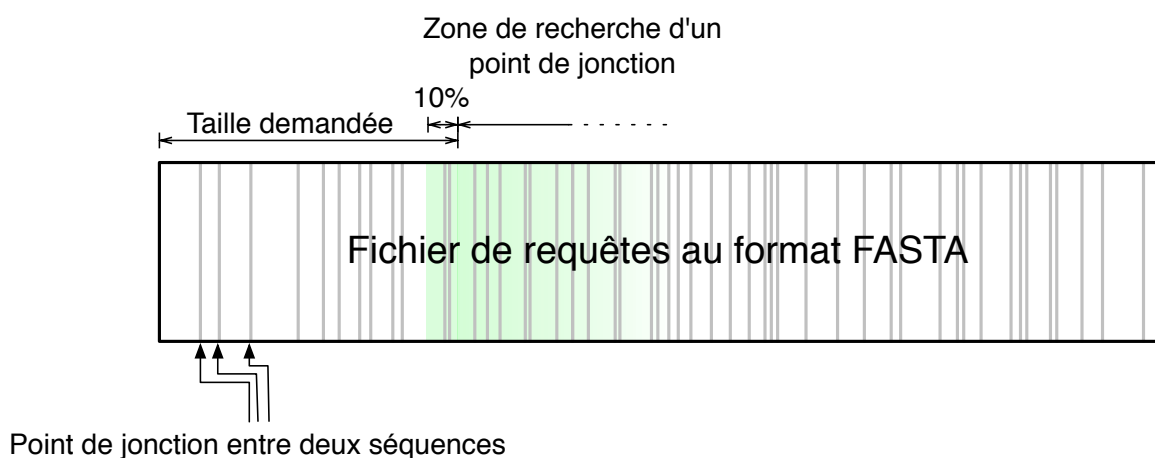 Zone de recherche d'un
point de jonction
10%
Taille demandée
Fichier de requêtes au format FASTA
Point de jonction entre deux séquences